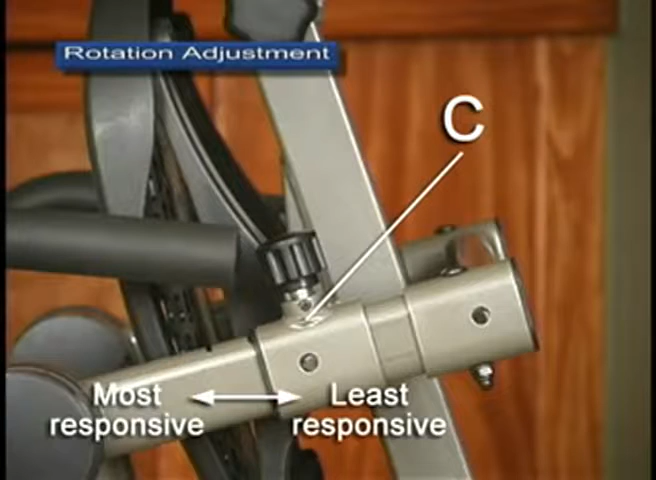 Rotation Adjustment
C
Most
responsive
Least
responsive